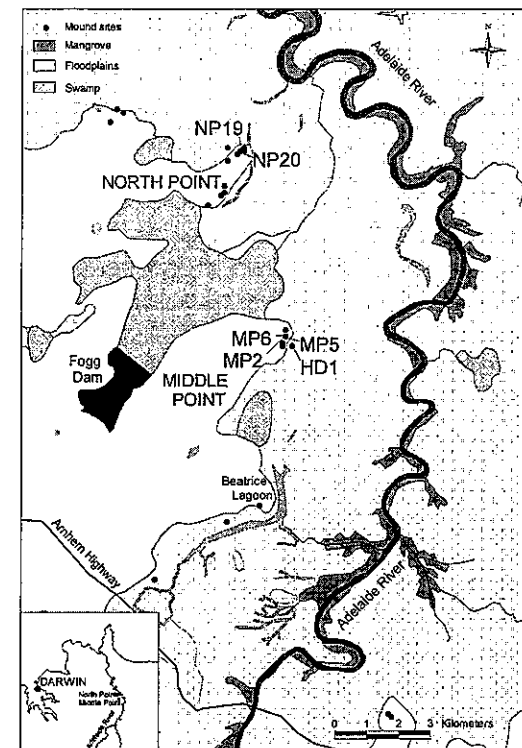 Mound sites
Mangrove
Floodplains
Swamp
N
Adelaide River
NP19
NP20
NORTH POINT
MP6
MP5
MP2
HD1
Fogg
Dam
MIDDLE
POINT
Beatrice
Lagoon
Arnhem Highway
Adelaide River
DARWIN
North Point
Middle Point
0 1 2 3 Kilometers